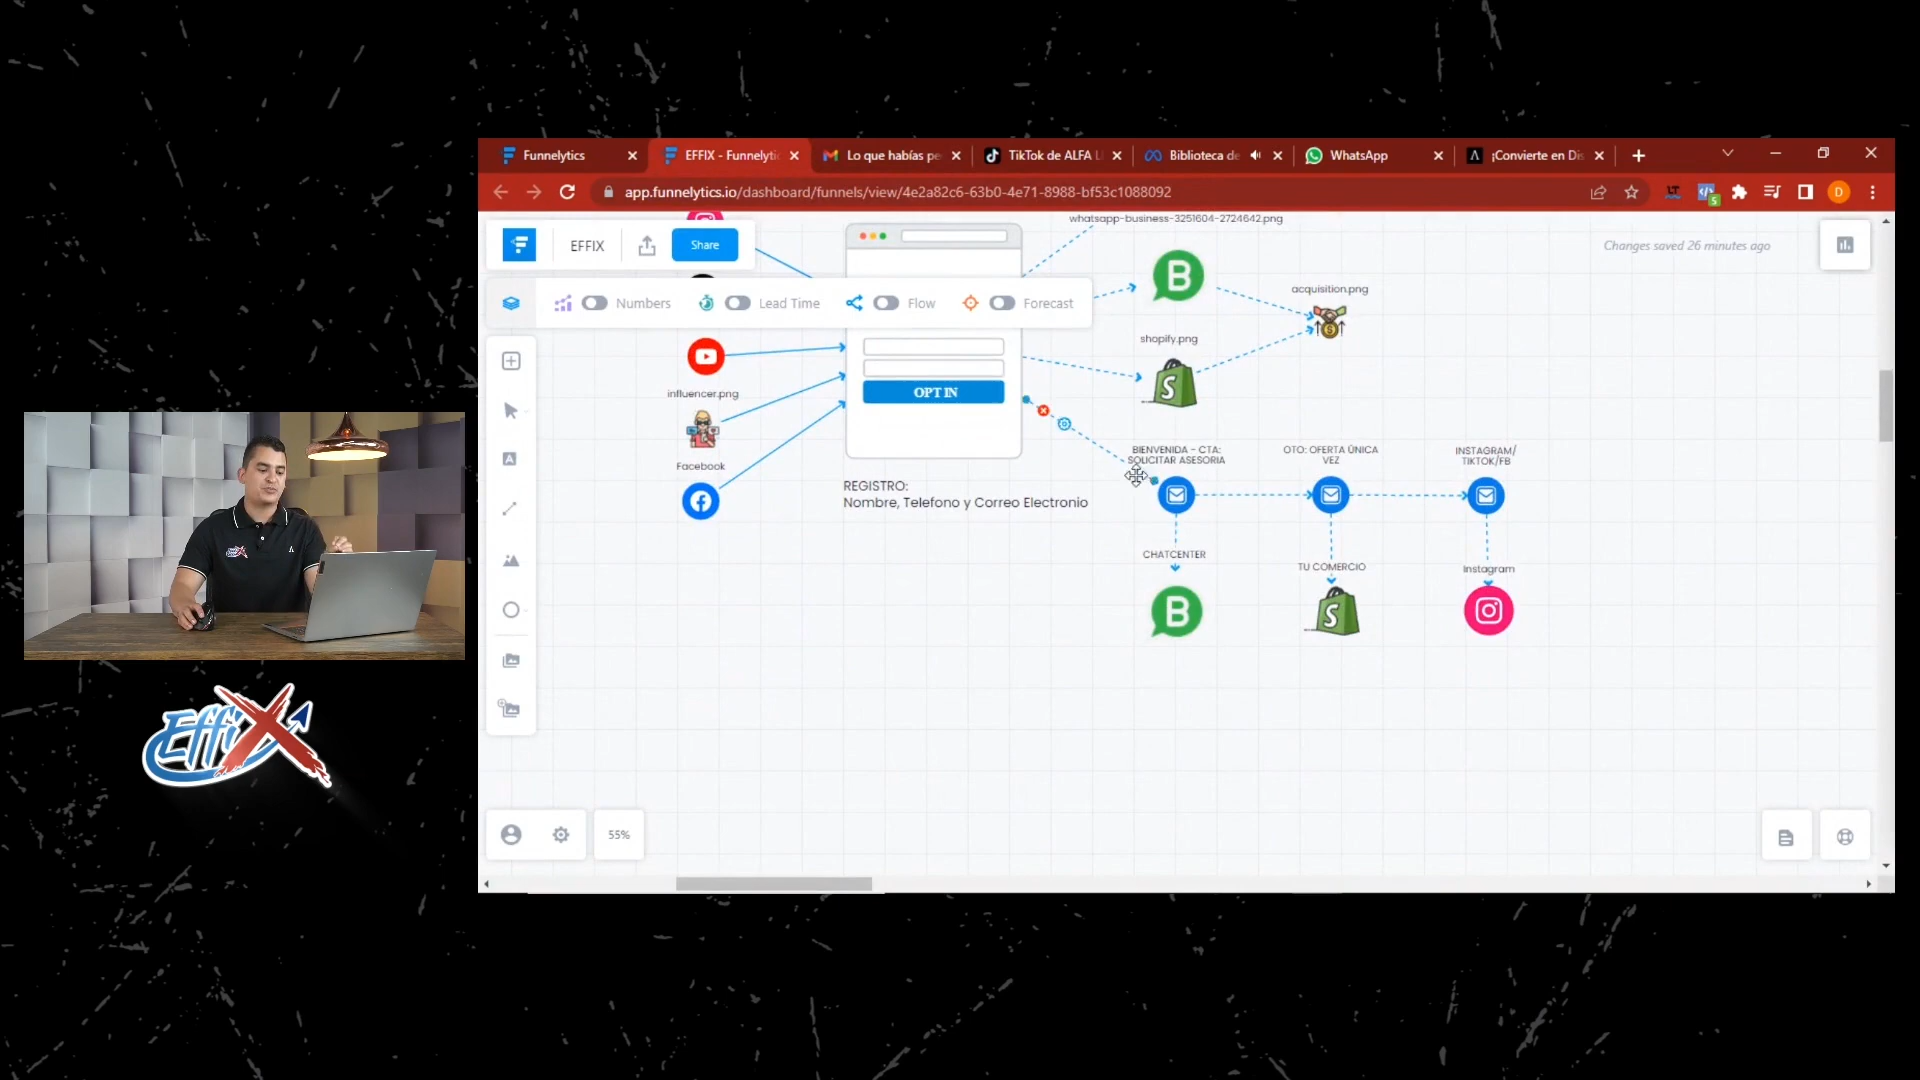 Funnelytics
EFFIX - Funnelytic
Lo que habías pe
TikTok de ALFA L
Biblioteca de
WhatsApp
¡Convierte en Dis
app.funnelytics.io/dashboard/funnels/view/4e2a82c6-63b0-4e71-8988-bf53c1088092
D
5
whatsapp-business-3251604-2724642.png
EFFIX
Share
Changes saved 26 minutes ago
Numbers
Lead Time
Flow
Forecast
B
acquisition.png
shopify.png
S
influencer.png
OPT IN
Facebook
BIENVENIDA - CTA:
SOLICITAR ASESORIA
OTO: OFERTA ÚNICA
VEZ
INSTAGRAM/
TIKTOK/FB
REGISTRO:
Nombre, Telefono y Correo Electronio
CHATCENTER
TU COMERCIO
Instagram
B
S
55%
EffiX